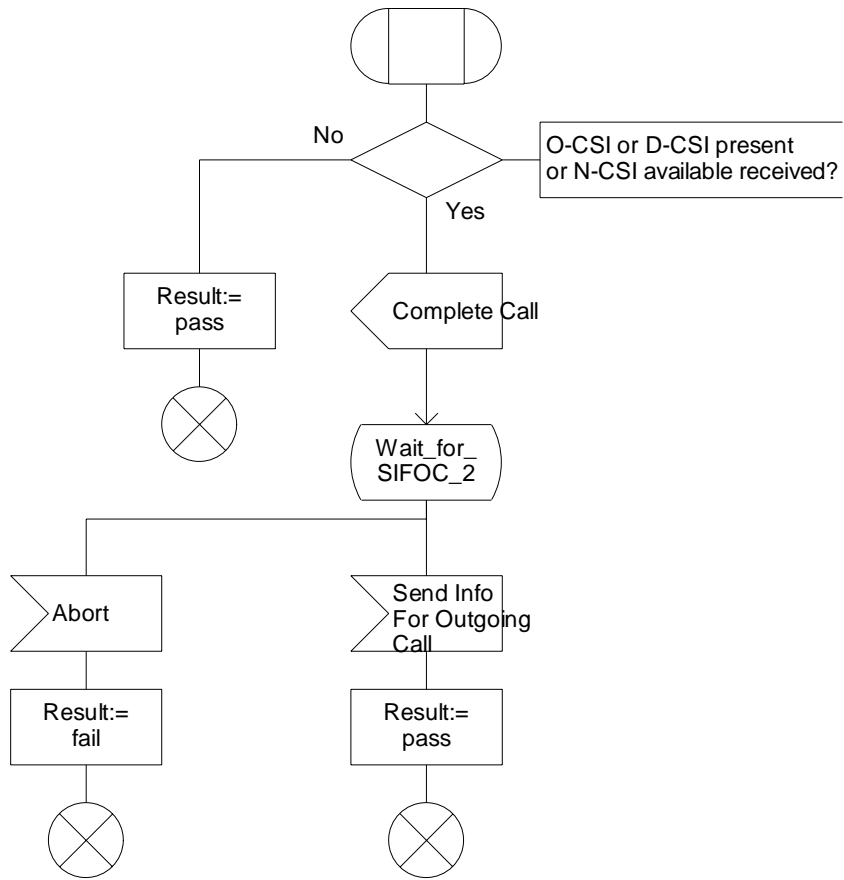 No
O-CSI or D-CSI present
or N-CSI available received?
Yes
Result:=
pass
Complete Call
Wait_for_
SIFOC_2
Abort
Send Info
For Outgoing
Call
Result:=
fail
Result:=
pass